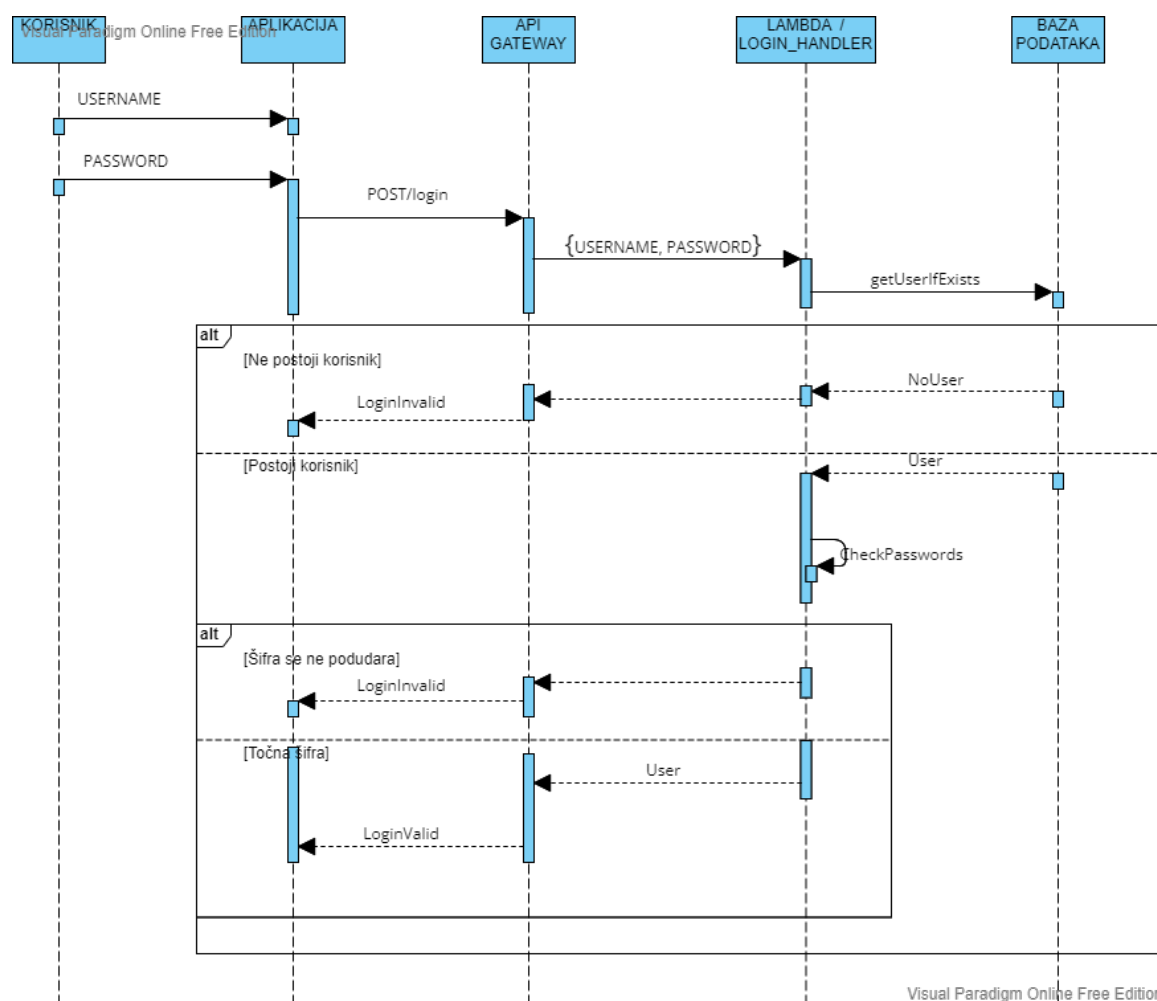 KORISNIK
Visual Paradigm Online Free Edition
APLIKACIJA
API
GATEWAY
LAMBDA /
LOGIN_HANDLER
BAZA
PODATAKA
USERNAME
PASSWORD
POST/login
{USERNAME, PASSWORD}
getUserIfExists
alt
[Ne postoji korisnik]
NoUser
LoginInvalid
[Postoji korisnik]
User
CheckPasswords
alt
[Šifra se ne podudara]
LoginInvalid
[Točna šifra]
User
LoginValid
Visual Paradigm Online Free Edition